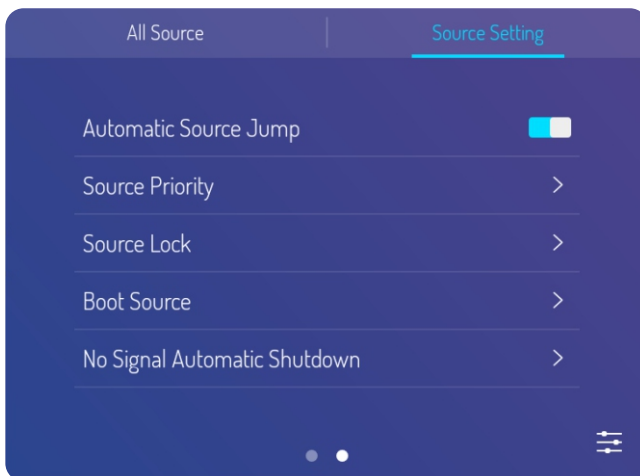 All Source
Source Setting
Automatic Source Jump
Source Priority
Source Lock
Boot Source
No Signal Automatic Shutdown